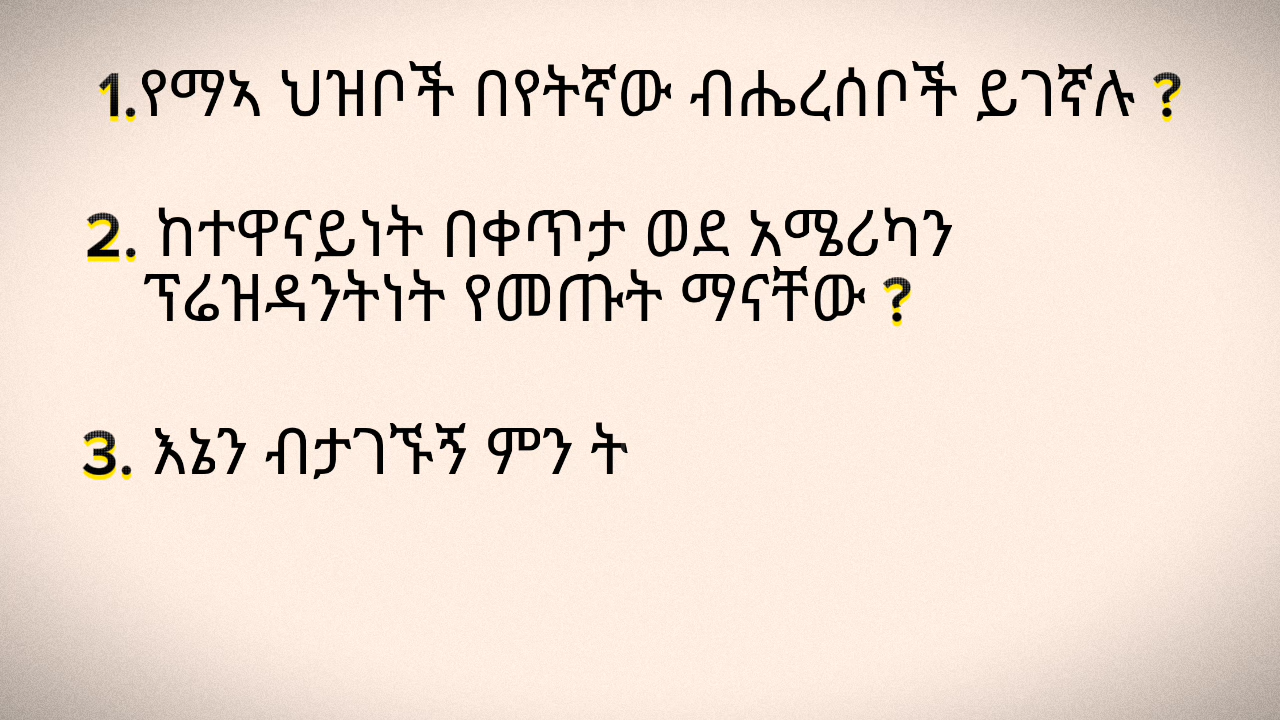 1.የማኣ ህዝቦች በየትኛው ብሔረሰቦች ይገኛሉ ?
2. ከተዋናይነት በቀጥታ ወደ አሜሪካን
ፕሬዝዳንትነት የመጡት ማናቸው ?
3. እኔን ብታገኙኝ ምን ት